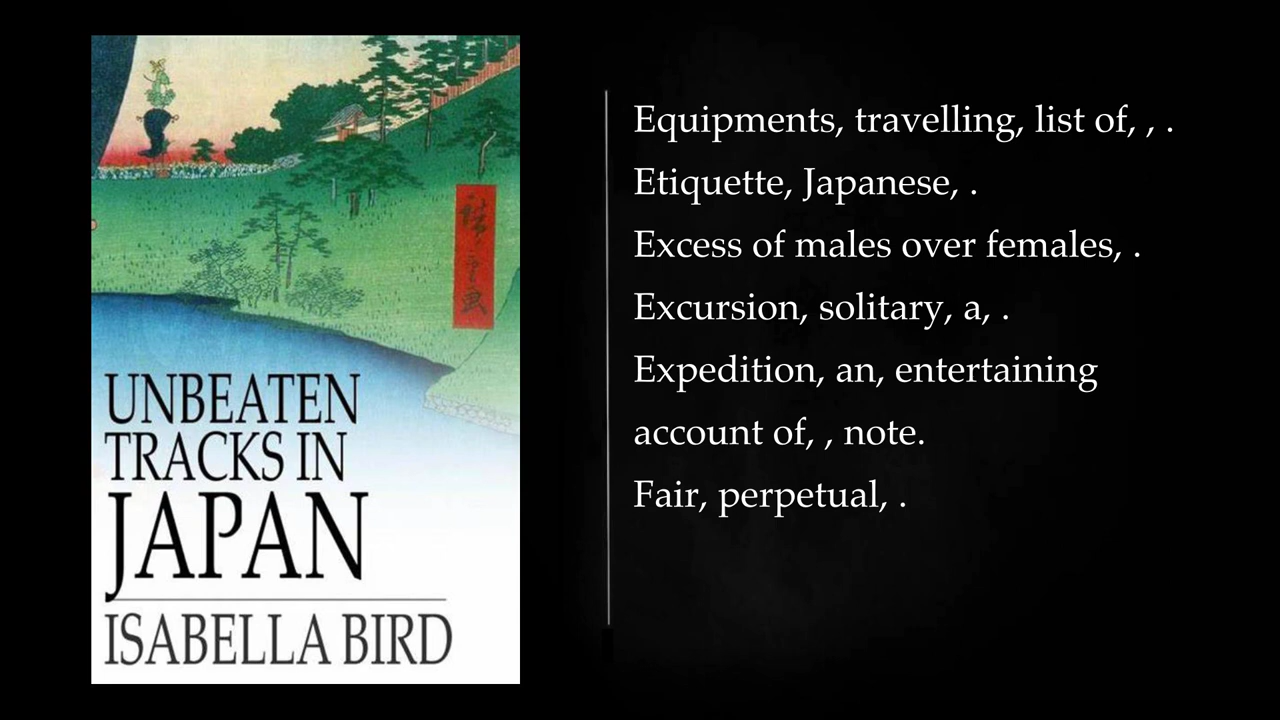 UNBEATEN
TRACKS IN
JAPAN
ISABELLA BIRD
Equipments, travelling, list of, , .
Etiquette, Japanese, .
Excess of males over females, .
Excursion, solitary, a, .
Expedition, an, entertaining
account of, , note.
Fair, perpetual, .